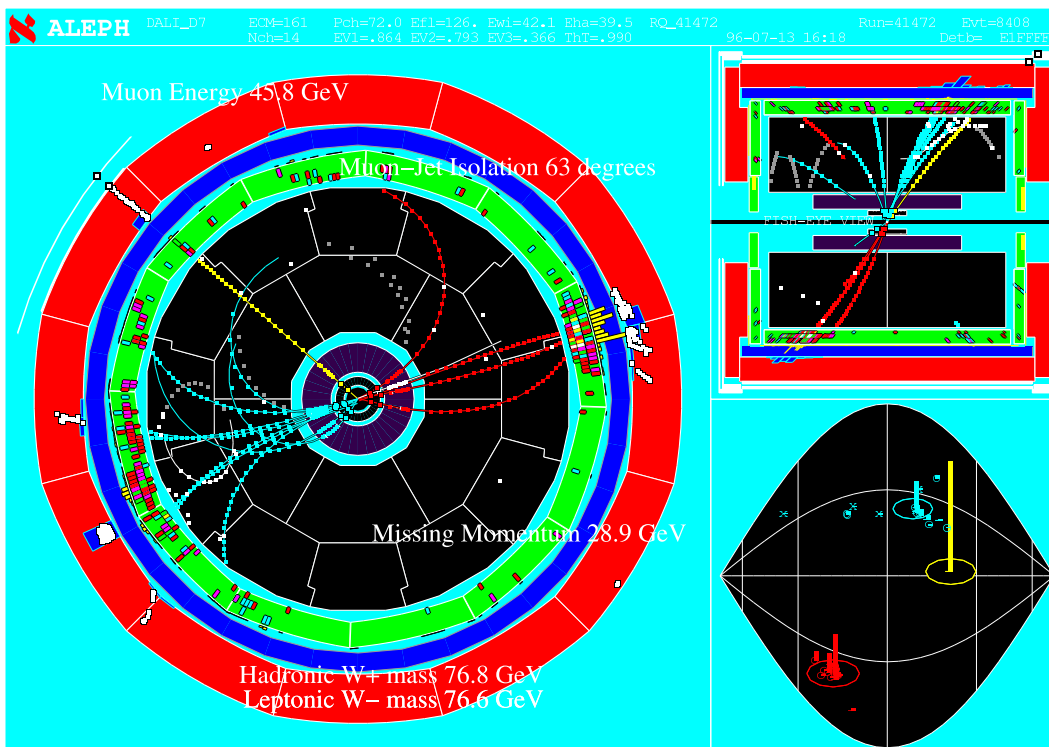 ALEPH DALI_D7 ECM=161 Pch=72.0 Efl=126. Ewi=42.1 Eha=39.5 RO_41472 Run=41472 Evt=8408
Nch=14 EV1=.864 EV2=.793 EV3=.366 ThT=.990 96-07-13 16:18 Detb= E1FFFF
Muon Energy 45.8 GeV
Muon–Jet Isolation 63 degrees
FISH-EYE VIEW
Missing Momentum 28.9 GeV
Hadronic W+ mass 76.8 GeV
Leptonic W– mass 76.6 GeV